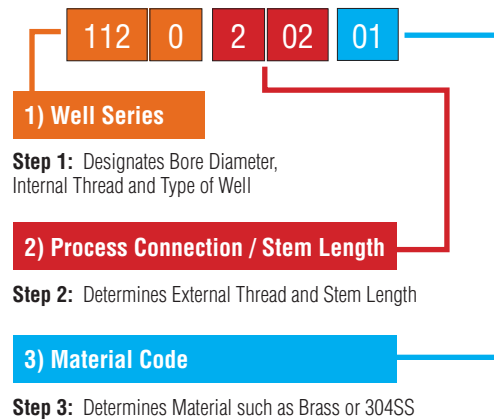 112 0 2 02 01
1) Well Series
Step 1: Designates Bore Diameter,
Internal Thread and Type of Well
2) Process Connection / Stem Length
Step 2: Determines External Thread and Stem Length
3) Material Code
Step 3: Determines Material such as Brass or 304SS